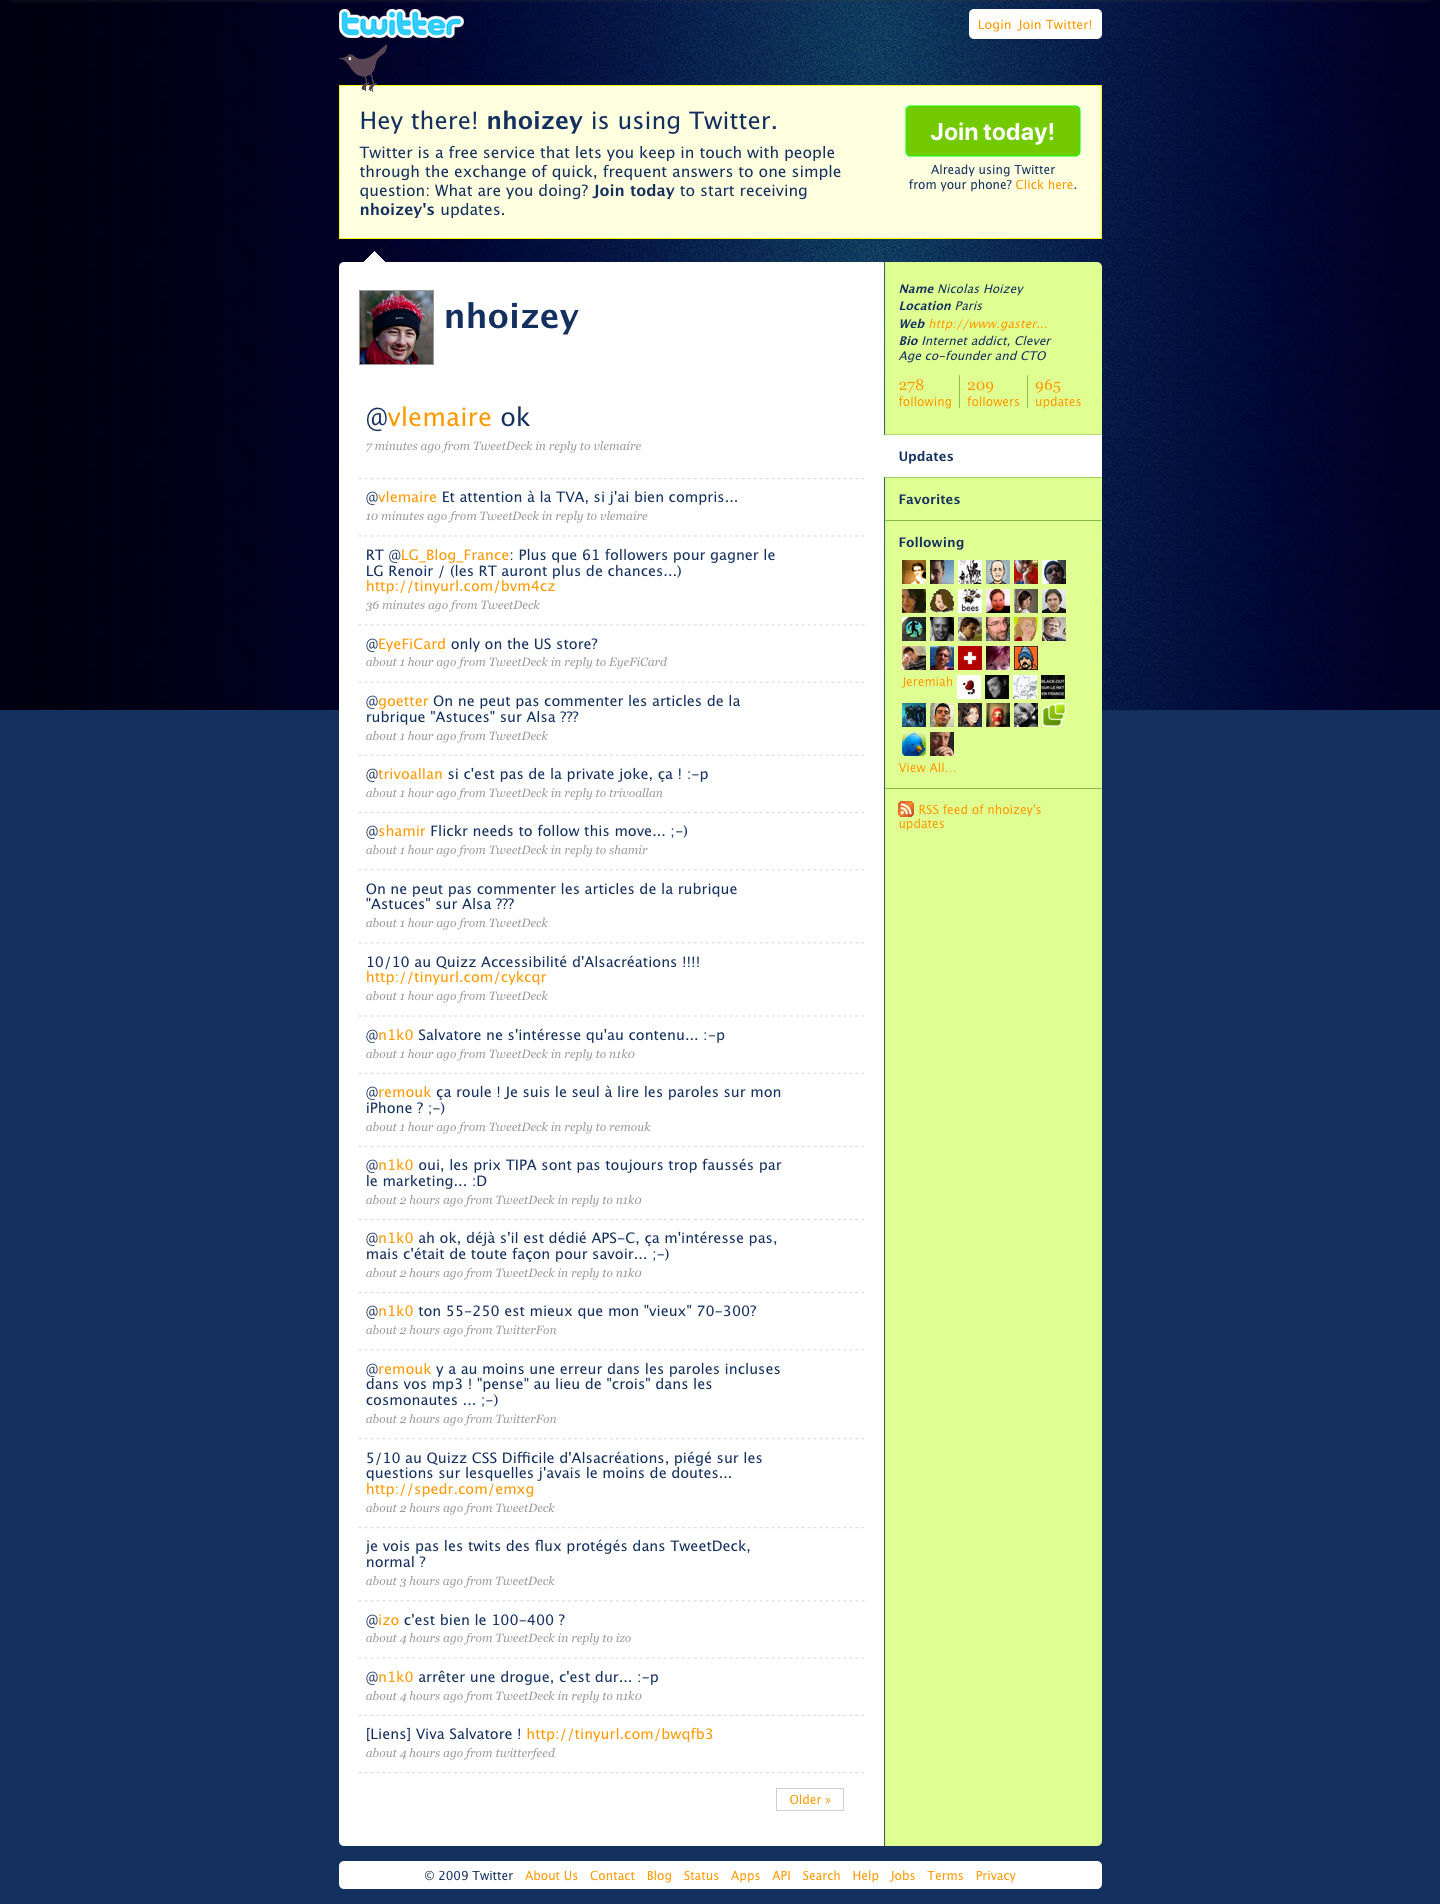 twitter
Login Join Twitter!
Hey there! nhoizey is using Twitter.
Twitter is a free service that lets you keep in touch with people
through the exchange of quick, frequent answers to one simple
question: What are you doing? Join today to start receiving
nhoizey's updates.
Join today!
Already using Twitter
from your phone? Click here.
nhoizey
@vlemaire ok
7 minutes ago from TweetDeck in reply to vlemaire
@vlemaire Et attention à la TVA, si j'ai bien compris...
10 minutes ago from TweetDeck in reply to vlemaire
RT @LG_Blog_France: Plus que 61 followers pour gagner le
LG Renoir / (les RT auront plus de chances...)
http://tinyurl.com/bvm4cz
36 minutes ago from TweetDeck
@EyeFiCard only on the US store?
about 1 hour ago from TweetDeck in reply to EyeFiCard
@goetter On ne peut pas commenter les articles de la
rubrique "Astuces" sur Alsa ???
about 1 hour ago from TweetDeck
@trivoallan si c'est pas de la private joke, ça ! :-p
about 1 hour ago from TweetDeck in reply to trivoallan
@shamir Flickr needs to follow this move... ;-)
about 1 hour ago from TweetDeck in reply to shamir
On ne peut pas commenter les articles de la rubrique
"Astuces" sur Alsa ???
about 1 hour ago from TweetDeck
10/10 au Quizz Accessibilité d'Alsacréations !!!!
http://tinyurl.com/cykcqr
about 1 hour ago from TweetDeck
@n1k0 Salvatore ne s'intéresse qu'au contenu... :-p
about 1 hour ago from TweetDeck in reply to n1k0
@remouk ça roule ! Je suis le seul à lire les paroles sur mon
iPhone ? ;-)
about 1 hour ago from TweetDeck in reply to remouk
@n1k0 oui, les prix TIPA sont pas toujours trop faussés par
le marketing... :D
about 2 hours ago from TweetDeck in reply to n1k0
@n1k0 ah ok, déjà s'il est dédié APS-C, ça m'intéresse pas,
mais c'était de toute façon pour savoir... ;-)
about 2 hours ago from TweetDeck in reply to n1k0
@n1k0 ton 55-250 est mieux que mon "vieux" 70-300?
about 2 hours ago from TwitterFon
@remouk y a au moins une erreur dans les paroles incluses
dans vos mp3 ! "pense" au lieu de "crois" dans les
cosmonautes ... ;-)
about 2 hours ago from TwitterFon
5/10 au Quizz CSS Difficile d'Alsacréations, piégé sur les
questions sur lesquelles j'avais le moins de doutes...
http://spedr.com/emxg
about 2 hours ago from TweetDeck
je vois pas les twits des flux protégés dans TweetDeck,
normal ?
about 3 hours ago from TweetDeck
@izo c'est bien le 100-400 ?
about 4 hours ago from TweetDeck in reply to izo
@n1k0 arrêter une drogue, c'est dur... :-p
about 4 hours ago from TweetDeck in reply to n1k0
[Liens] Viva Salvatore ! http://tinyurl.com/bwqfb3
about 4 hours ago from twitterfeed
Older »
Name Nicolas Hoizey
Location Paris
Web http://www.gaster...
Bio Internet addict, Clever
Age co-founder and CTO
278 209 965
following followers updates
Updates
Favorites
Following
bees
Jeremiah
BLACK-OUT
SUR LE NET
EN FRANCE
View All...
RSS feed of nhoizey's
updates
© 2009 Twitter About Us Contact Blog Status Apps API Search Help Jobs Terms Privacy